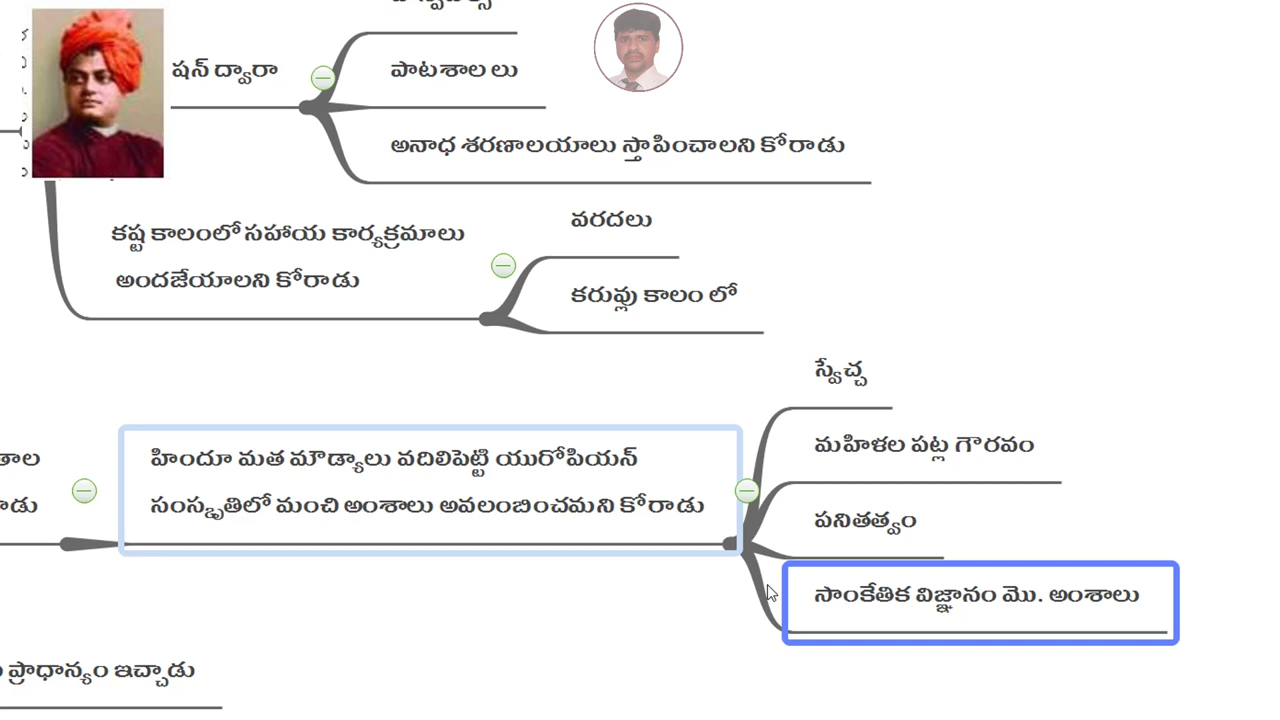 షన్ ద్వారా
పాటశాల లు
అనాధ శరణాలయాలు స్తాపించాలని కోరాడు
కష్ట కాలంలో సహాయ కార్యక్రమాలు
అందజేయాలని కోరాడు
వరదలు
కరువ్లు కాలం లో
స్వేచ్చ
మహిళల పట్ల గౌరవం
పనితత్వం
సాంకేతిక విజ్ఞానం మొ. అంశాలు
హిందూ మత మౌడ్యాలు వదిలిపెట్టి యురోపియన్
సంస్కృతిలో మంచి అంశాలు అవలంబించమని కోరాడు
తాల
ాడు
ప్రాధాన్యం ఇచ్చాడు